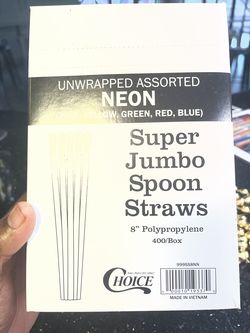 UNWRAPPED ASSORTED
NEON
YELLOW, GREEN, RED, BLUE)
Super
Jumbo
Spoon
Straws
8" Polypropylene
400/Box
CHOICE
MADE IN VIETNAM